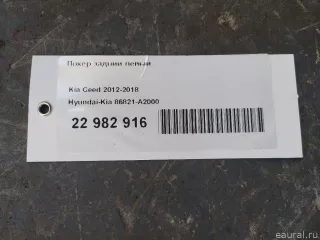 Локер задний левый
Kia Ceed 2012-2018
Hyundai-Kia 86821-A2000
22 982 916
eaural.ru